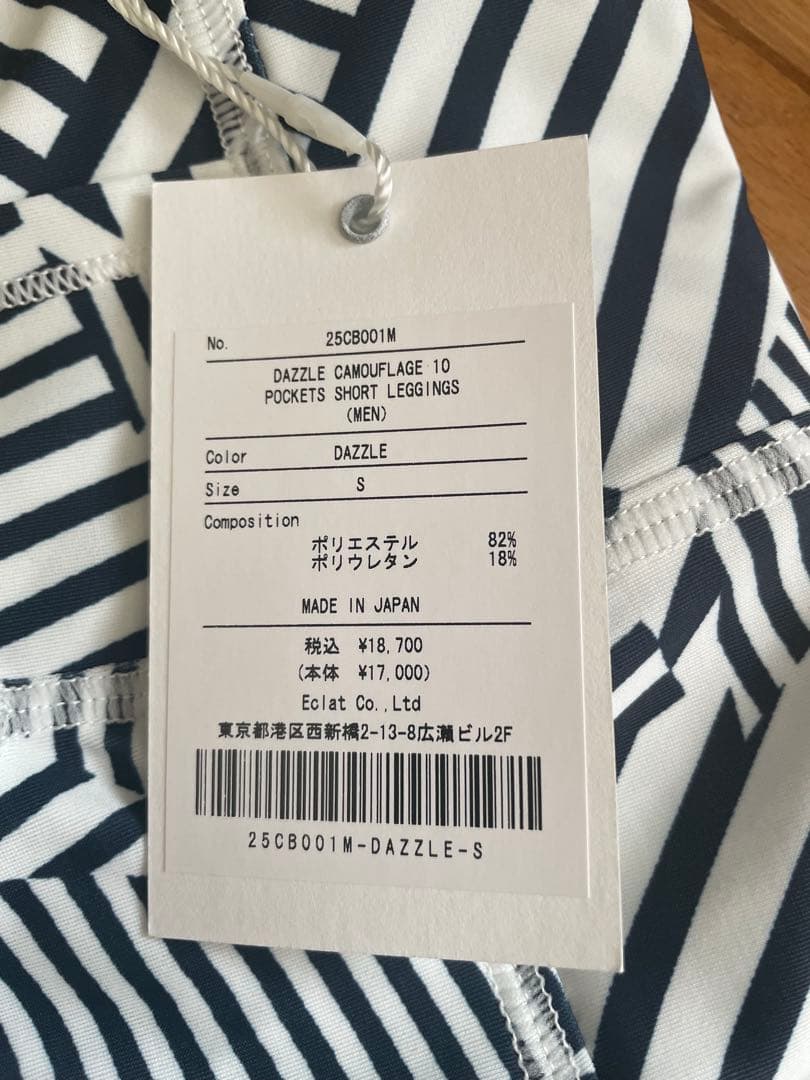 No. 25CB001M
DAZZLE CAMOUFLAGE 10
POCKETS SHORT LEGGINGS
(MEN)
Color DAZZLE
Size S
Composition
ポリエステル 82%
ポリウレタン 18%
MADE IN JAPAN
税込 ¥18,700
(本体 ¥17,000)
Eclat Co.,Ltd
東京都港区西新橋2-13-8広瀬ビル2F
25CB001M-DAZZLE-S